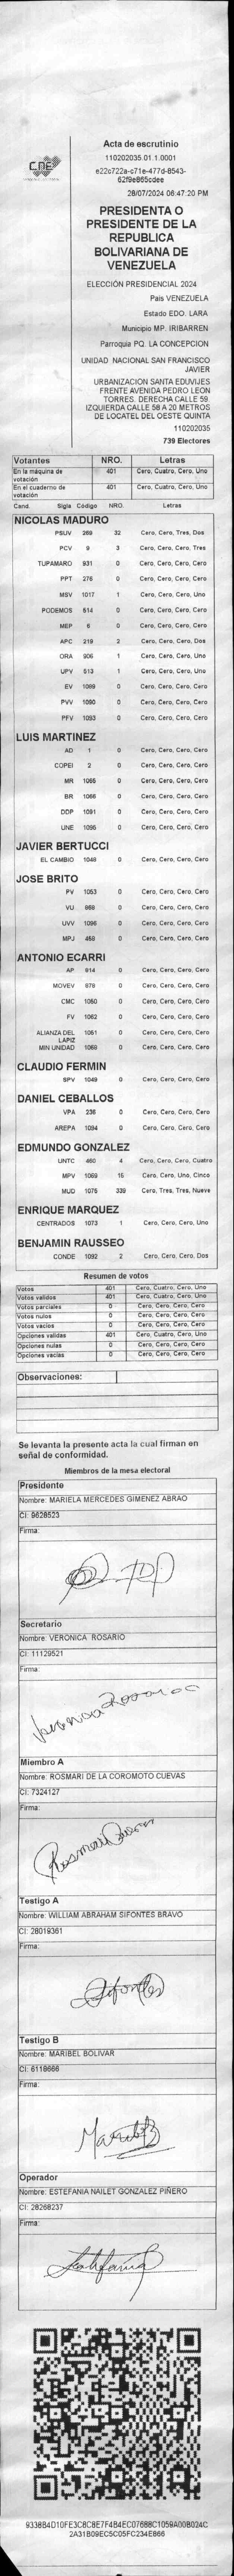 CDE
Acta de escrutinio
110202035.01.1.0001
e22c722a-c71e-477d-8543-
62f9e865cdee
28/07/2024 06:47:20 PM
PRESIDENTA O
PRESIDENTE DE LA
REPUBLICA
BOLIVARIANA DE
VENEZUELA
ELECCIÓN PRESIDENCIAL 2024
País VENEZUELA
Estado EDO. LARA
Municipio MP. IRIBARREN
Parroquia PQ. LA CONCEPCION
UNIDAD NACIONAL SAN FRANCISCO
JAVIER
URBANIZACION SANTA EDUVIJES
FRENTE AVENIDA PEDRO LEON
TORRES. DERECHA CALLE 59.
IZQUIERDA CALLE 58 A 20 METROS
DE LOCATEL DEL OESTE QUINTA
110202035
739 Electores
Votantes NRO. Letras
En la máquina de votación 401 Cero, Cuatro, Cero, Uno
En el cuaderno de votación 401 Cero, Cuatro, Cero, Uno
Cand. Sigla Código NRO. Letras
NICOLAS MADURO
PSUV 269 32 Cero, Cero, Tres, Dos
PCV 9 3 Cero, Cero, Cero, Tres
TUPAMARO 931 0 Cero, Cero, Cero, Cero
PPT 276 0 Cero, Cero, Cero, Cero
MSV 1017 1 Cero, Cero, Cero, Uno
PODEMOS 514 0 Cero, Cero, Cero, Cero
MEP 6 0 Cero, Cero, Cero, Cero
APC 219 2 Cero, Cero, Cero, Dos
ORA 906 1 Cero, Cero, Cero, Uno
UPV 513 1 Cero, Cero, Cero, Uno
EV 1089 0 Cero, Cero, Cero, Cero
PVV 1090 0 Cero, Cero, Cero, Cero
PFV 1093 0 Cero, Cero, Cero, Cero
LUIS MARTINEZ
AD 1 0 Cero, Cero, Cero, Cero
COPEI 2 0 Cero, Cero, Cero, Cero
MR 1065 0 Cero, Cero, Cero, Cero
BR 1066 0 Cero, Cero, Cero, Cero
DDP 1091 0 Cero, Cero, Cero, Cero
UNE 1095 0 Cero, Cero, Cero, Cero
JAVIER BERTUCCI
EL CAMBIO 1048 0 Cero, Cero, Cero, Cero
JOSE BRITO
PV 1053 0 Cero, Cero, Cero, Cero
VU 868 0 Cero, Cero, Cero, Cero
UVV 1096 0 Cero, Cero, Cero, Cero
MPJ 458 0 Cero, Cero, Cero, Cero
ANTONIO ECARRI
AP 814 0 Cero, Cero, Cero, Cero
MOVEV 978 0 Cero, Cero, Cero, Cero
CMC 1050 0 Cero, Cero, Cero, Cero
FV 1062 0 Cero, Cero, Cero, Cero
ALIANZA DEL LAPIZ 1061 0 Cero, Cero, Cero, Cero
MIN UNIDAD 1068 0 Cero, Cero, Cero, Cero
CLAUDIO FERMIN
SPV 1049 0 Cero, Cero, Cero, Cero
DANIEL CEBALLOS
VPA 236 0 Cero, Cero, Cero, Cero
AREPA 1094 0 Cero, Cero, Cero, Cero
EDMUNDO GONZALEZ
UNTC 460 4 Cero, Cero, Cero, Cuatro
MPV 1069 15 Cero, Cero, Uno, Cinco
MUD 1075 339 Cero, Tres, Tres, Nueve
ENRIQUE MARQUEZ
CENTRADOS 1073 1 Cero, Cero, Cero, Uno
BENJAMIN RAUSSEO
CONDE 1092 2 Cero, Cero, Cero, Dos
Resumen de votos
Votos 401 Cero, Cuatro, Cero, Uno
Votos validos 401 Cero, Cuatro, Cero, Uno
Votos parciales 0 Cero, Cero, Cero, Cero
Votos nulos 0 Cero, Cero, Cero, Cero
Votos vacios 0 Cero, Cero, Cero, Cero
Opciones validas 401 Cero, Cuatro, Cero, Uno
Opciones nulas 0 Cero, Cero, Cero, Cero
Opciones vacias 0 Cero, Cero, Cero, Cero
Observaciones:
Se levanta la presente acta la cual firman en
señal de conformidad.
Miembros de la mesa electoral
Presidente
Nombre: MARIELA MERCEDES GIMENEZ ABRAO
CI: 9628523
Firma:
Secretario
Nombre: VERONICA ROSARIO
CI: 11129521
Firma:
Veronica Rosario
Miembro A
Nombre: ROSMARI DE LA COROMOTO CUEVAS
CI: 7324127
Firma:
Rosmari Cuevas
Testigo A
Nombre: WILLIAM ABRAHAM SIFONTES BRAVO
CI: 28019361
Firma:
Sifontes
Testigo B
Nombre: MARIBEL BOLIVAR
CI: 6119666
Firma:
Maribel B
Operador
Nombre: ESTEFANIA NAILET GONZALEZ PIÑERO
CI: 28268237
Firma:
Estefania
9338B4D10FE3C8C8E7F4B4EC07688C1059A00B024C
2A31B09EC5C05FC234E866